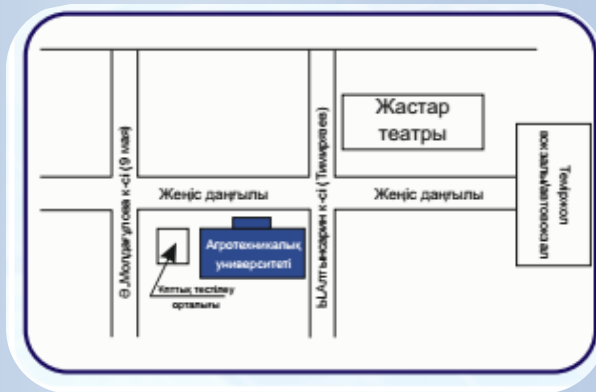 Жастар
театры
Ә.Молдағұлова к-сі (9 мая)
Ы.Алтынсарин к-сі (Тимирязев)
Теміржол
вокзалы/автовокзал
Жеңіс даңғылы
Жеңіс даңғылы
Агротехникалық
университеті
Ұлттық тестілеу
орталығы